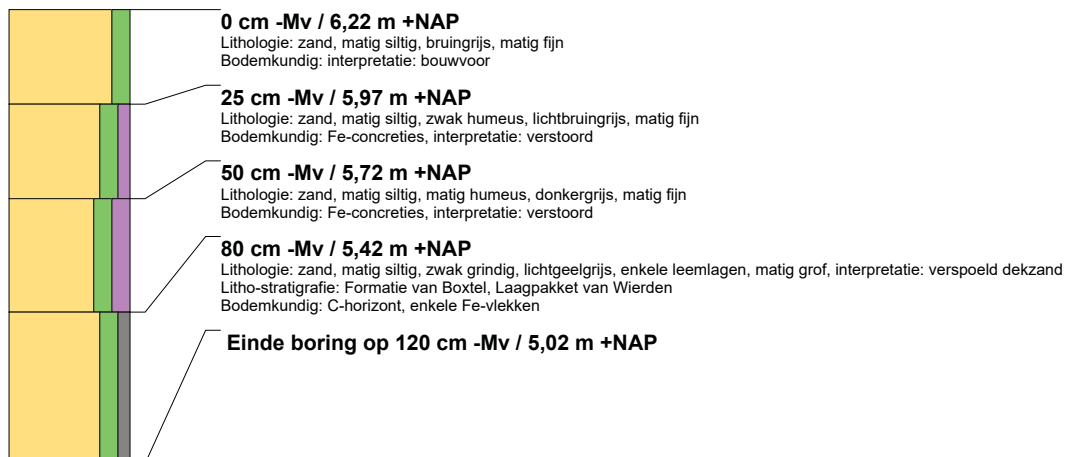 0 cm -Mv / 6,22 m +NAP
Lithologie: zand, matig siltig, bruingrijs, matig fijn
Bodemkundig: interpretatie: bouwvoor
25 cm -Mv / 5,97 m +NAP
Lithologie: zand, matig siltig, zwak humeus, lichtbruingrijs, matig fijn
Bodemkundig: Fe-concreties, interpretatie: verstoord
50 cm -Mv / 5,72 m +NAP
Lithologie: zand, matig siltig, matig humeus, donkergrijs, matig fijn
Bodemkundig: Fe-concreties, interpretatie: verstoord
80 cm -Mv / 5,42 m +NAP
Lithologie: zand, matig siltig, zwak grindig, lichtgeelgrijs, enkele leemlagen, matig grof, interpretatie: verspoeld dekzand
Litho-stratigrafie: Formatie van Boxtel, Laagpakket van Wierden
Bodemkundig: C-horizont, enkele Fe-vlekken
Einde boring op 120 cm -Mv / 5,02 m +NAP